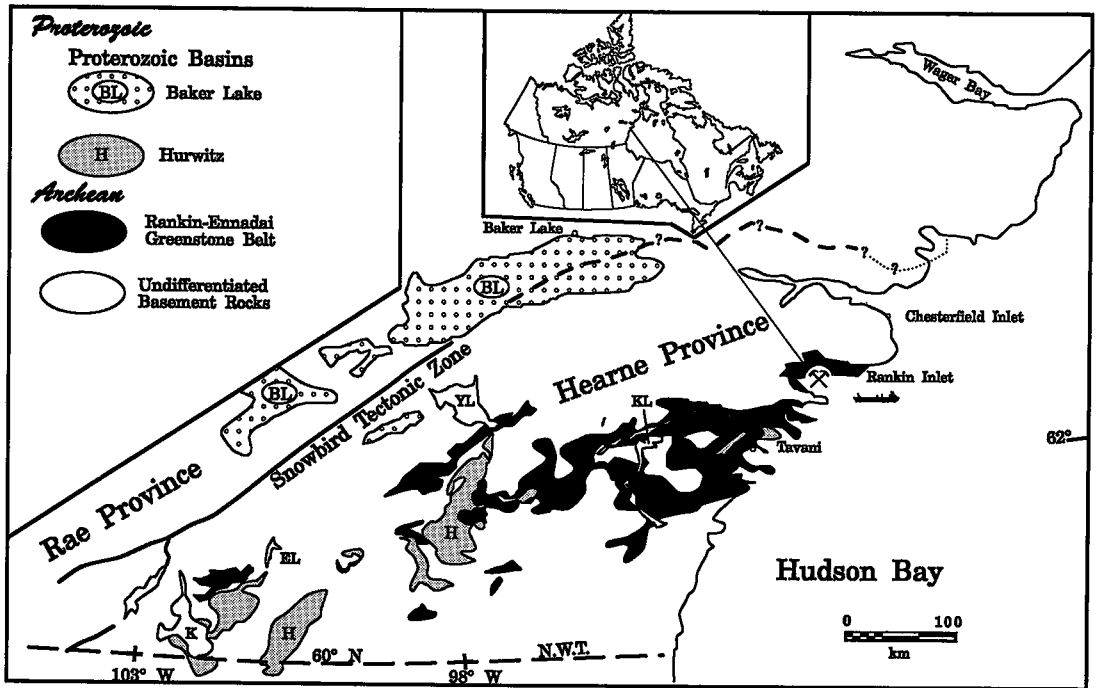 Proterozoic
Proterozoic Basins
BL
Baker Lake
H
Hurwitz
Archean
Rankin-Ennadai
Greenstone Belt
Undifferentiated
Basement Rocks
Wager Bay
Baker Lake
?
?
?
?
BL
Chesterfield Inlet
Hearne Province
Rankin Inlet
BL
Snowbird Tectonic Zone
YL
KL
62°
Tavani
Rae Province
H
EL
Hudson Bay
K
H
0 100
km
60° N
N.W.T.
103° W
98° W